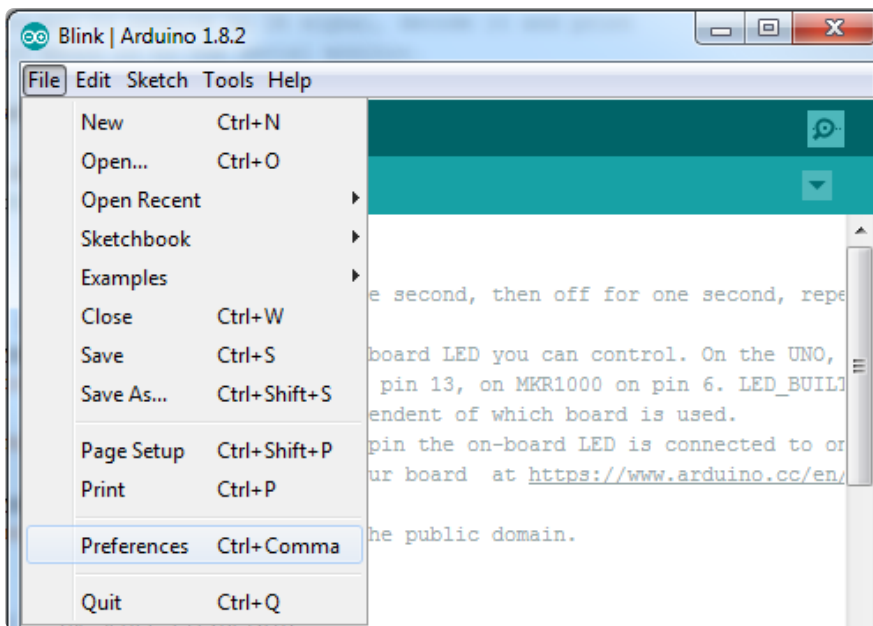 Blink | Arduino 1.8.2
File Edit Sketch Tools Help
New Ctrl+N
Open... Ctrl+O
Open Recent
Sketchbook
Examples
Close Ctrl+W
Save Ctrl+S
Save As... Ctrl+Shift+S
Page Setup Ctrl+Shift+P
Print Ctrl+P
Preferences Ctrl+Comma
Quit Ctrl+Q
e second, then off for one second, repe
board LED you can control. On the UNO,
pin 13, on MKR1000 on pin 6. LED_BUILT
endent of which board is used.
pin the on-board LED is connected to on
ur board at https://www.arduino.cc/en/
he public domain.